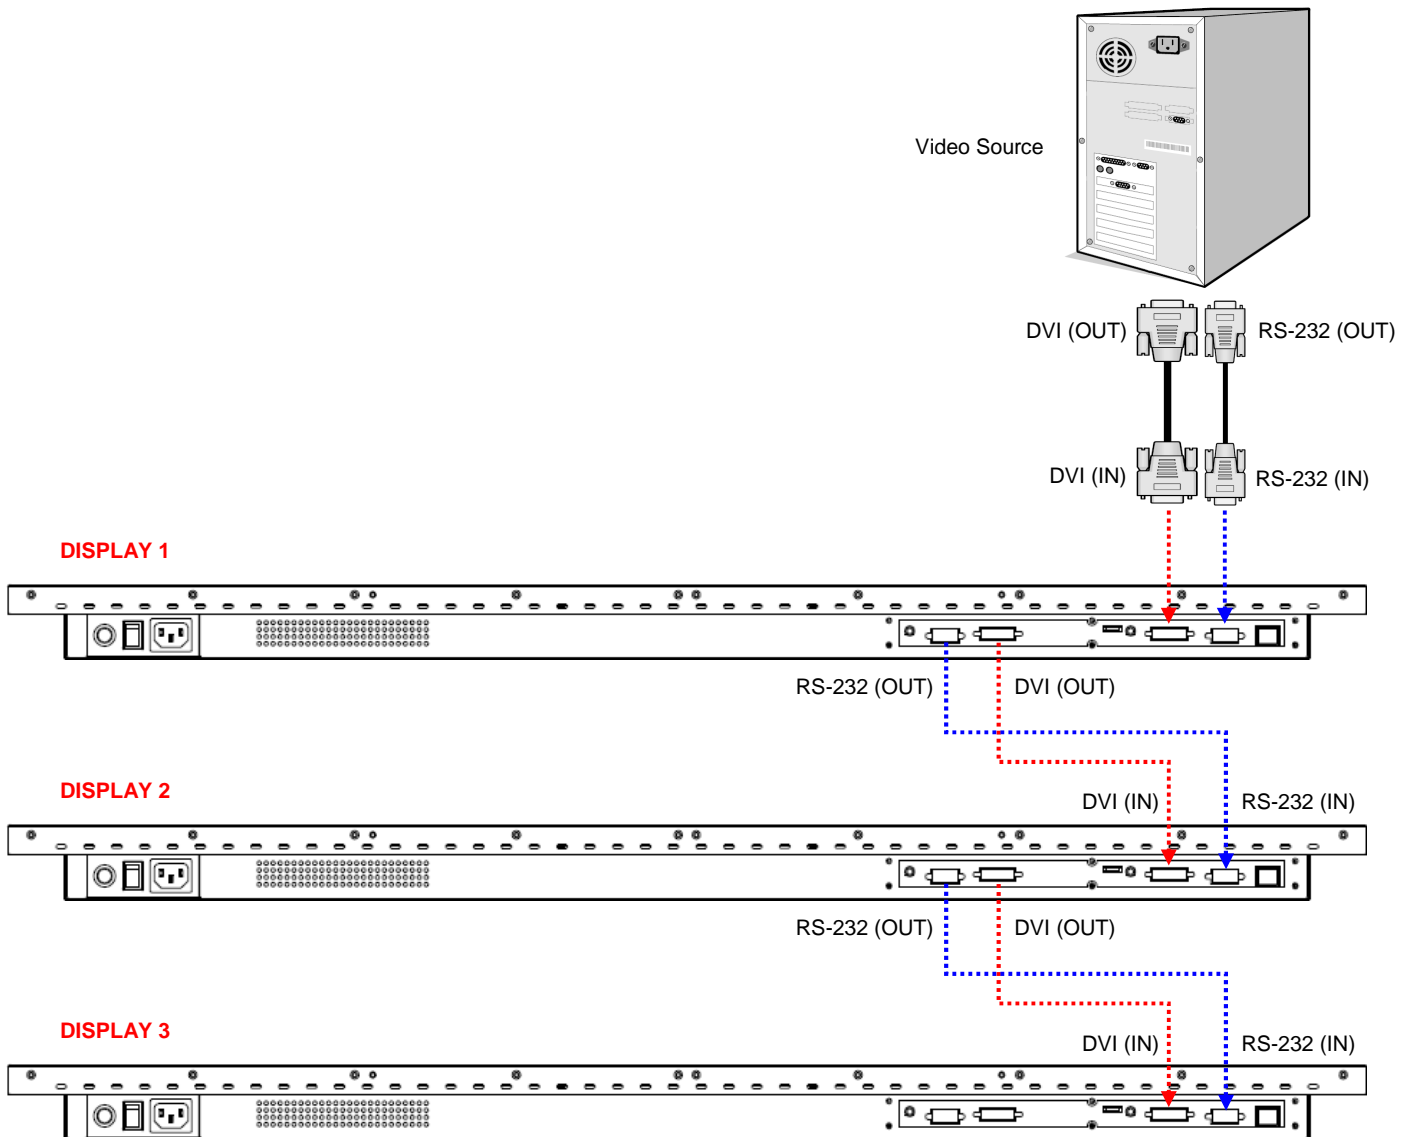 Video Source
DVI (OUT)
RS-232 (OUT)
DVI (IN)
RS-232 (IN)
DISPLAY 1
RS-232 (OUT)
DVI (OUT)
DISPLAY 2
DVI (IN)
RS-232 (IN)
RS-232 (OUT)
DVI (OUT)
DISPLAY 3
DVI (IN)
RS-232 (IN)